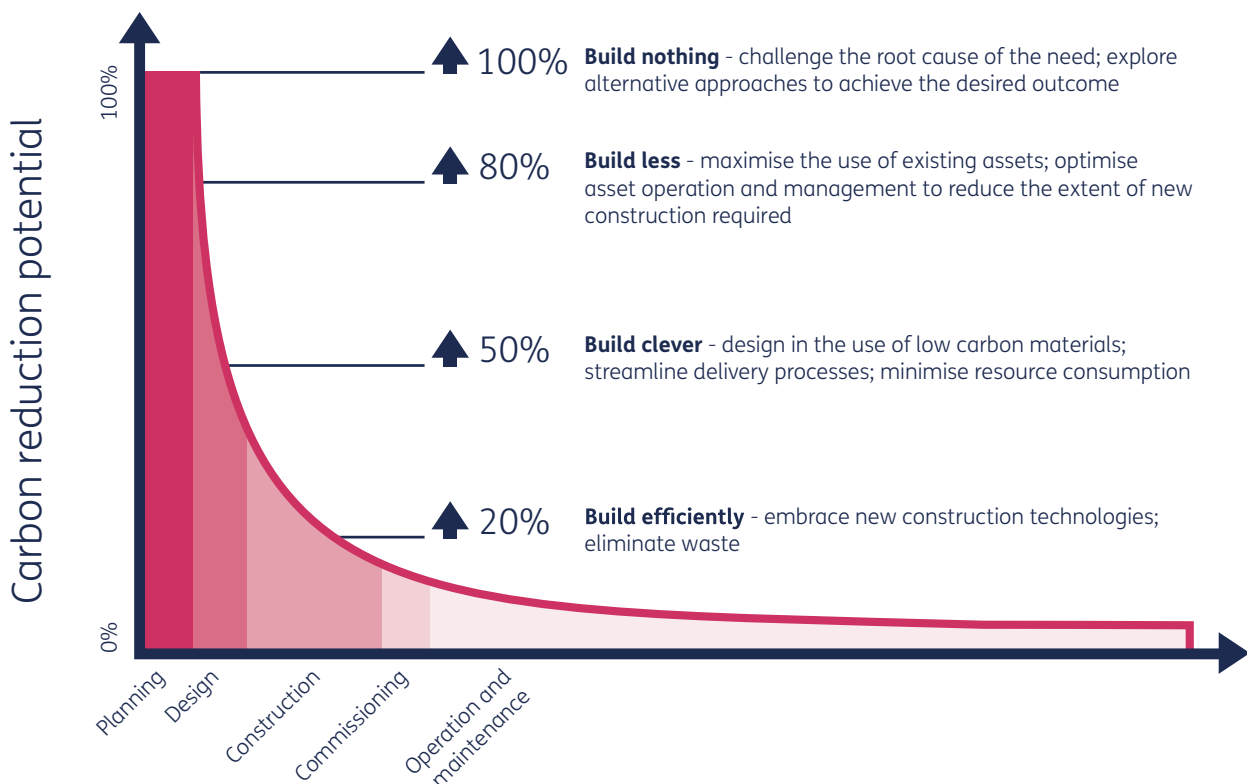 Carbon reduction potential
100%
0%
100%
Build nothing - challenge the root cause of the need; explore
alternative approaches to achieve the desired outcome
80%
Build less - maximise the use of existing assets; optimise
asset operation and management to reduce the extent of new
construction required
50%
Build clever - design in the use of low carbon materials;
streamline delivery processes; minimise resource consumption
20%
Build efficiently - embrace new construction technologies;
eliminate waste
Planning
Design
Construction
Commissioning
Operation and
maintenance